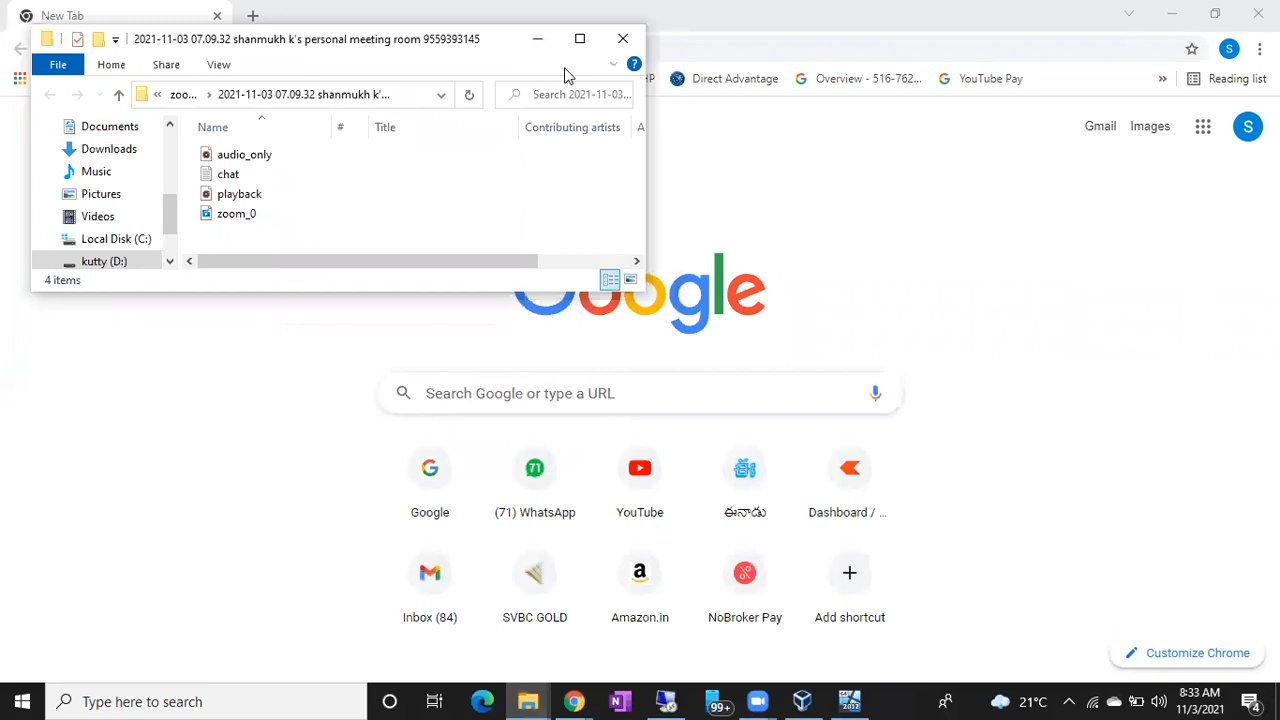 New Tab
2021-11-03 07.09.32 shanmukh k's personal meeting room 9559393145
File Home Share View
zoo... 2021-11-03 07.09.32 shanmukh k'... Search 2021-11-03...
HP Direct Advantage Overview - 516-762... YouTube Pay Reading list
Name # Title Contributing artists A
Documents
Downloads
Music
Pictures
Videos
Local Disk (C:)
kutty (D:)
audio_only
chat
playback
zoom_0
4 items
Gmail Images S
Google
Search Google or type a URL
Google (71) WhatsApp YouTube ఈనాడు Dashboard / ...
Inbox (84) SVBC GOLD Amazon.in NoBroker Pay Add shortcut
Customize Chrome
Type here to search
99+
21°C
8:33 AM
11/3/2021
4